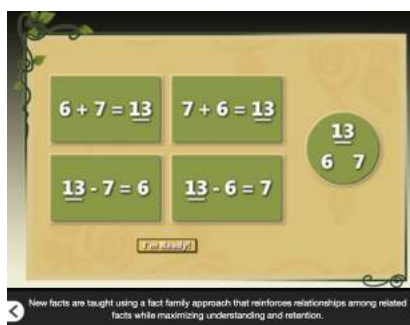 6 + 7 = 13
7 + 6 = 13
13 - 7 = 6
13 - 6 = 7
13
6 7
I'm Ready!
New facts are taught using a fact family approach that reinforces relationships among related
facts while maximizing understanding and retention.